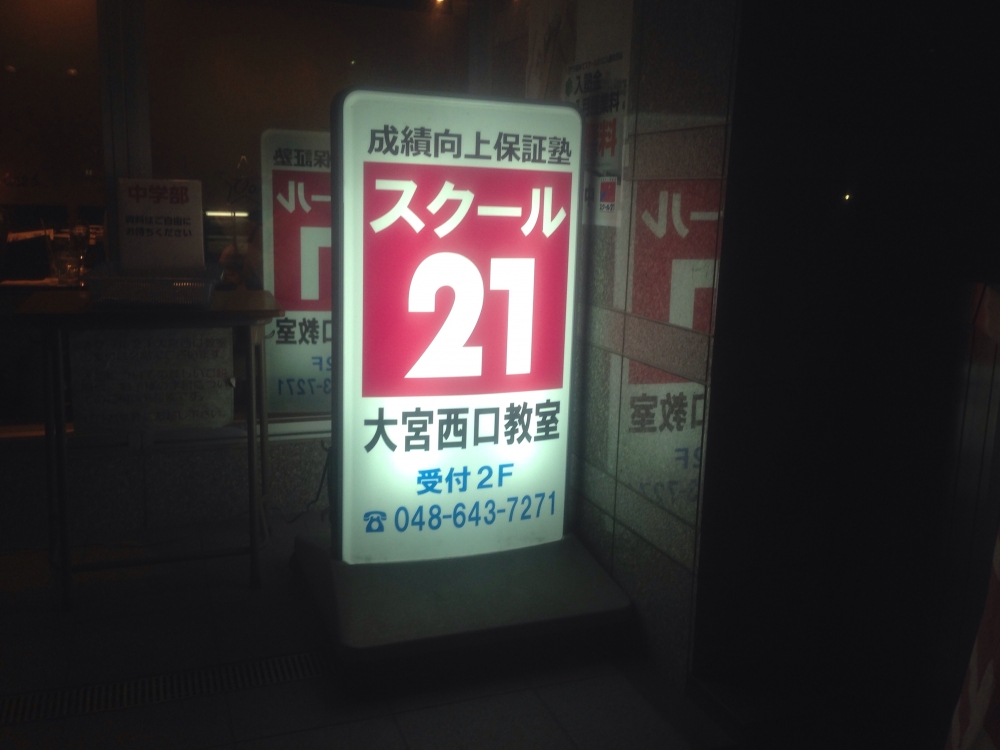 成績向上保証塾
スクール
21
大宮西口教室
受付2F
☎048-643-7271
中学部